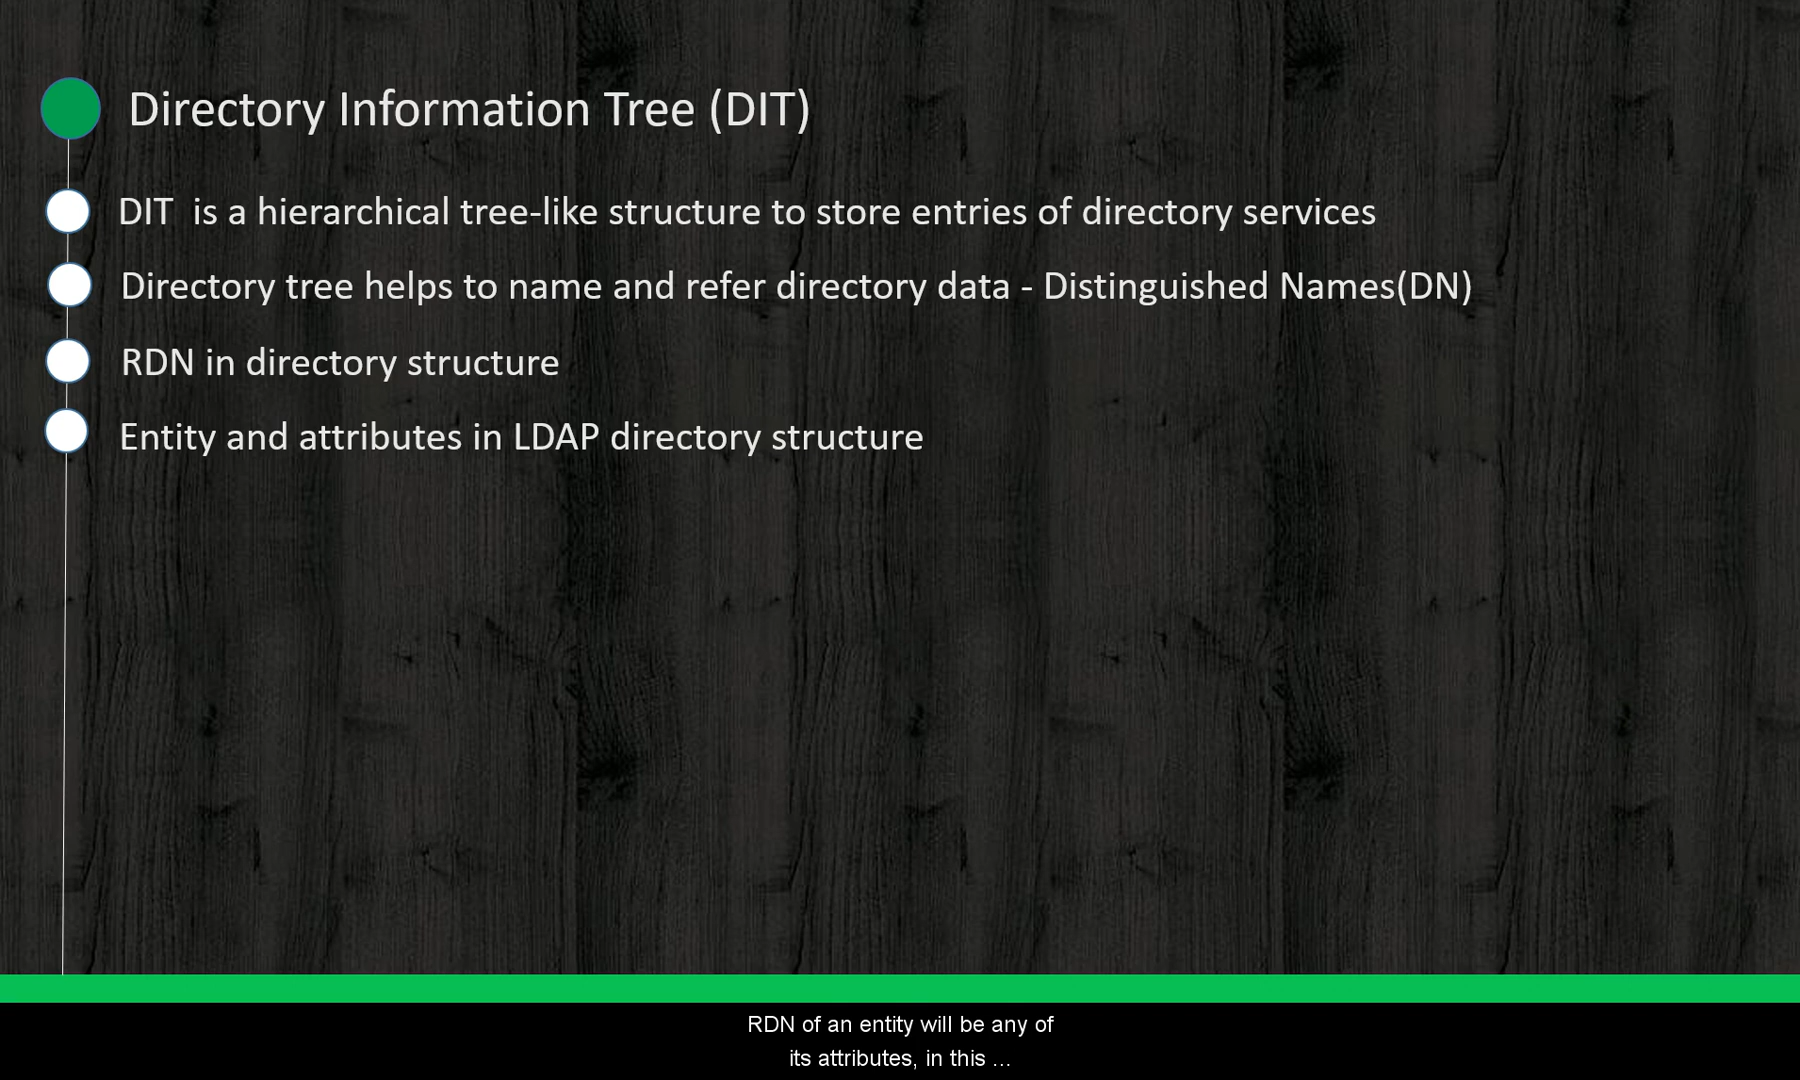 Directory Information Tree (DIT)
DIT  is a hierarchical tree-like structure to store entries of directory services
Directory tree helps to name and refer directory data - Distinguished Names(DN)
RDN in directory structure
Entity and attributes in LDAP directory structure
RDN of an entity will be any of
its attributes, in this ...